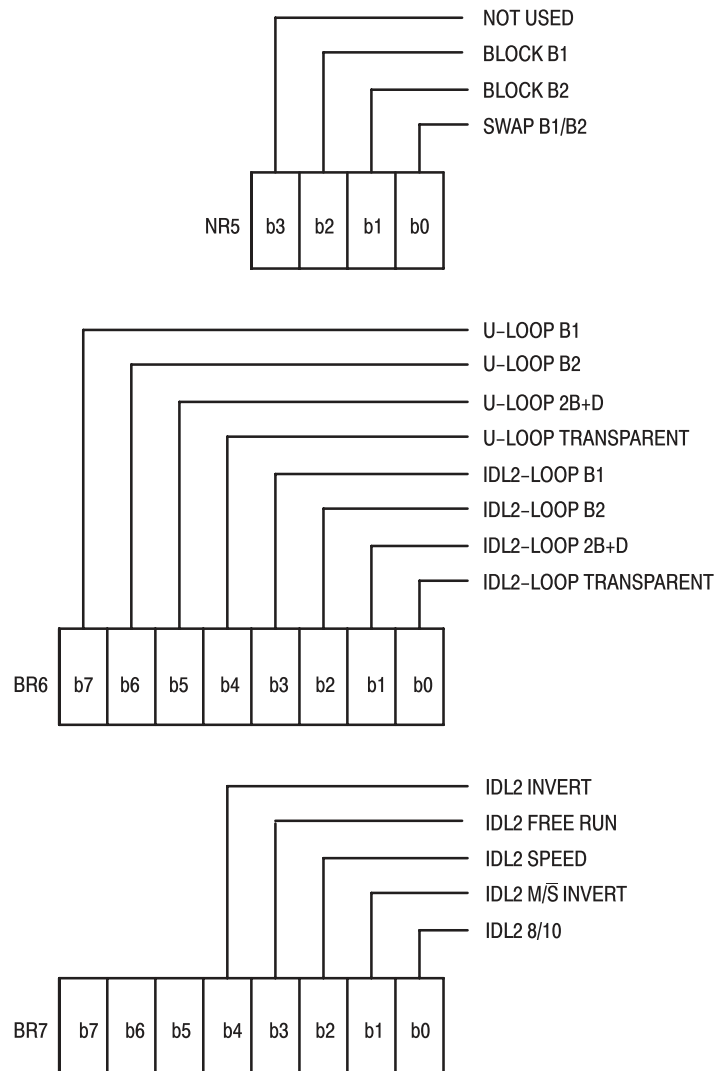 NOT USED
BLOCK B1
BLOCK B2
SWAP B1/B2
NR5 b3 b2 b1 b0
U–LOOP B1
U–LOOP B2
U–LOOP 2B+D
U–LOOP TRANSPARENT
IDL2–LOOP B1
IDL2–LOOP B2
IDL2–LOOP 2B+D
IDL2–LOOP TRANSPARENT
BR6 b7 b6 b5 b4 b3 b2 b1 b0
IDL2 INVERT
IDL2 FREE RUN
IDL2 SPEED
IDL2 M/S̅ INVERT
IDL2 8/10
BR7 b7 b6 b5 b4 b3 b2 b1 b0